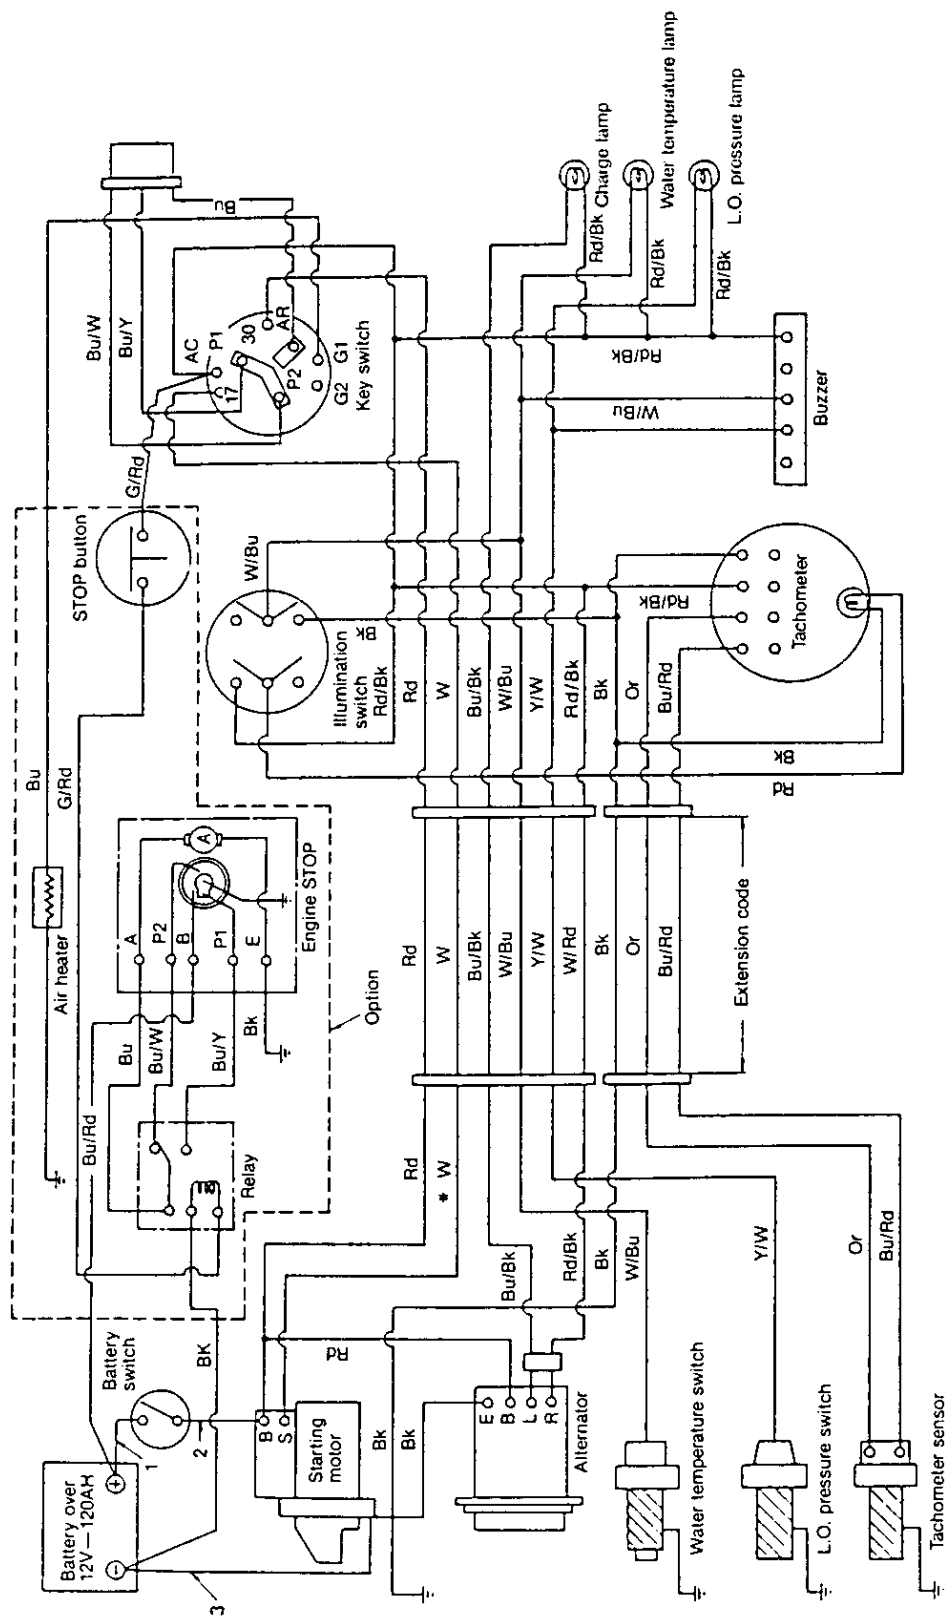 Battery over
12V—120AH
+
−
1
2
3
Battery
switch
Bu/Rd
BK
Relay
Bu
Bu/W
Bu/Y
Bk
A
P2
B
P1
E
A
Engine STOP
Option
Air heater
Bu
G/Rd
STOP button
G/Rd
Bu/W
Bu/Y
Bu
AC
P1
17
30
AR
P2
G2
G1
Key switch
Illumination
switch
W/Bu
Bk
Starting
motor
B
S
Rd
Bk
Bk
Alternator
E
B
L
R
Rd
* W
Bu/Bk
Rd/Bk
Bk
W/Bu
Y/W
Or
Bu/Rd
Rd
W
Bu/Bk
W/Bu
Y/W
W/Rd
Bk
Or
Bu/Rd
Extension code
Rd/Bk
Rd
W
Bu/Bk
W/Bu
Y/W
Rd/Bk
Bk
Or
Bu/Rd
Rd
Bk
Rd/Bk
Tachometer
W/Bu
Rd/Bk
Buzzer
Rd/Bk
Charge lamp
Rd/Bk
Water temperature lamp
Rd/Bk
L.O. pressure lamp
Water temperature switch
L.O. pressure switch
Tachometer sensor